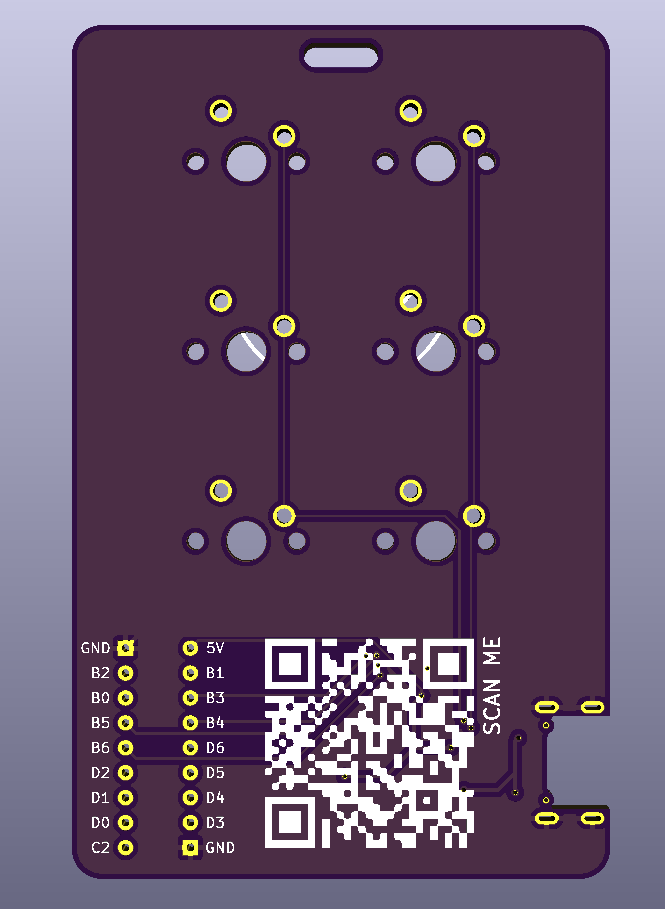 GND 5V
B2 B1
B0 B3
B5 B4
B6 D6
D2 D5
D1 D4
D0 D3
C2 GND
SCAN ME